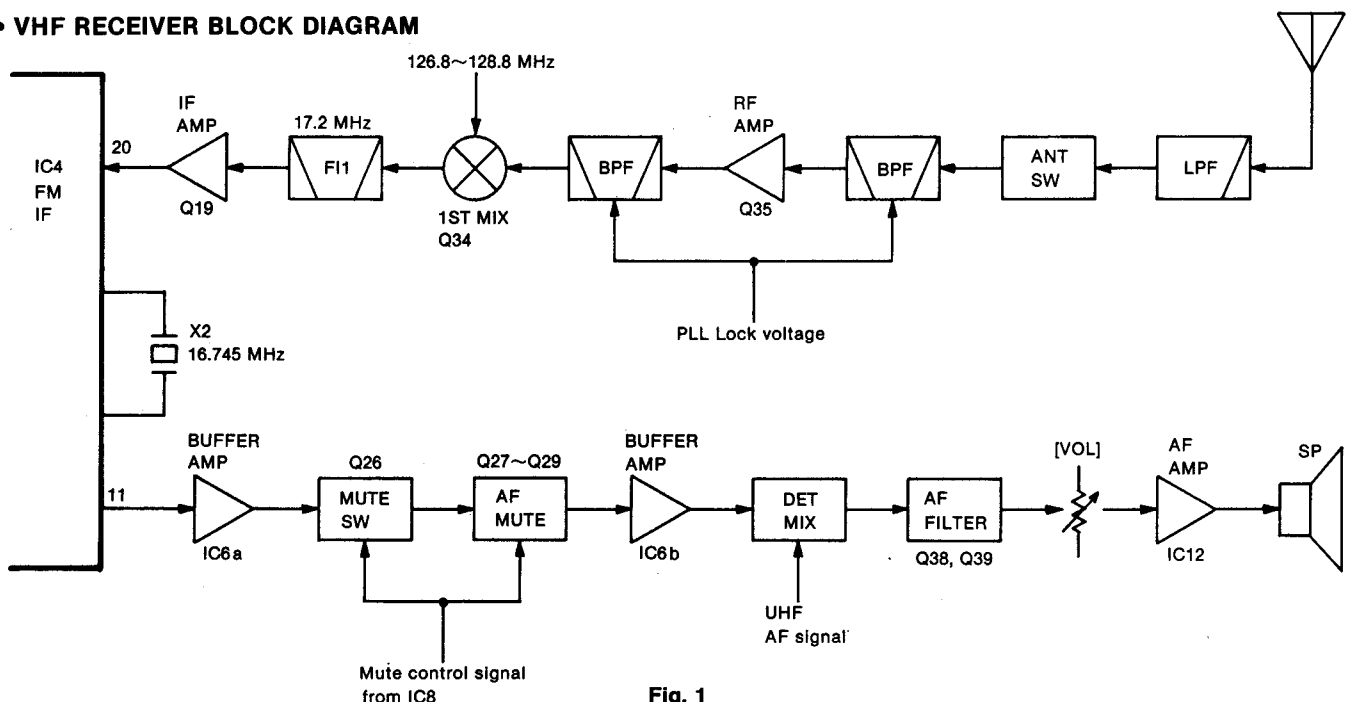 • VHF RECEIVER BLOCK DIAGRAM
126.8~128.8 MHz
IF
AMP
17.2 MHz
RF
AMP
20
IC4
FM
IF
FI1
BPF
BPF
ANT
SW
LPF
Q19
1ST MIX
Q34
Q35
PLL Lock voltage
X2
16.745 MHz
BUFFER
AMP
Q26
Q27~Q29
BUFFER
AMP
[VOL]
AF
AMP
SP
11
MUTE
SW
AF
MUTE
DET
MIX
AF
FILTER
IC6a
IC6b
Q38, Q39
IC12
UHF
AF signal
Mute control signal
from IC8
Fig. 1